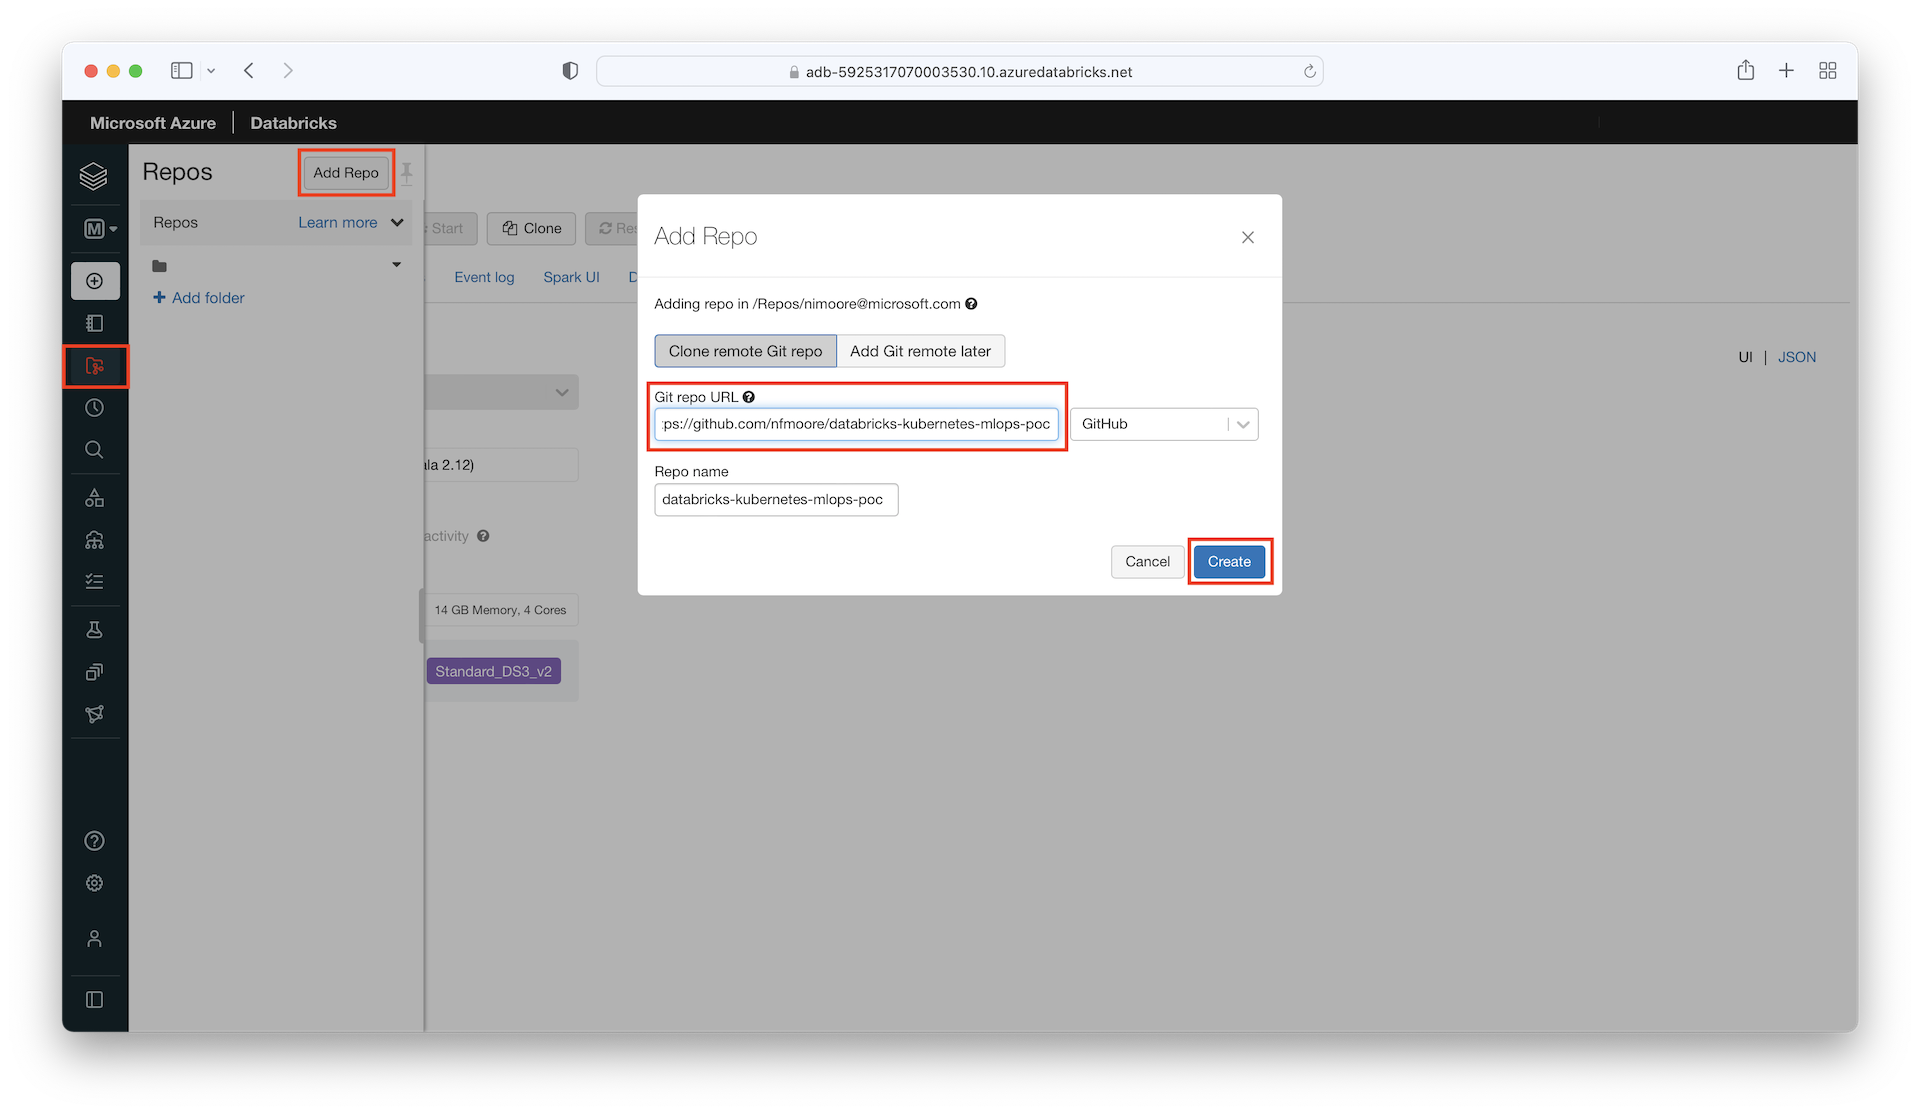 adb-5925317070003530.10.azuredatabricks.net
Microsoft Azure | Databricks
Repos
Add Repo
Repos
Learn more
Add folder
M
Start
Clone
Event log
Spark UI
UI | JSON
2.12)
activity
14 GB Memory, 4 Cores
Standard_DS3_v2
Add Repo
Adding repo in /Repos/nimoore@microsoft.com
Clone remote Git repo
Add Git remote later
Git repo URL
ps://github.com/nfmoore/databricks-kubernetes-mlops-poc
GitHub
Repo name
databricks-kubernetes-mlops-poc
Cancel
Create